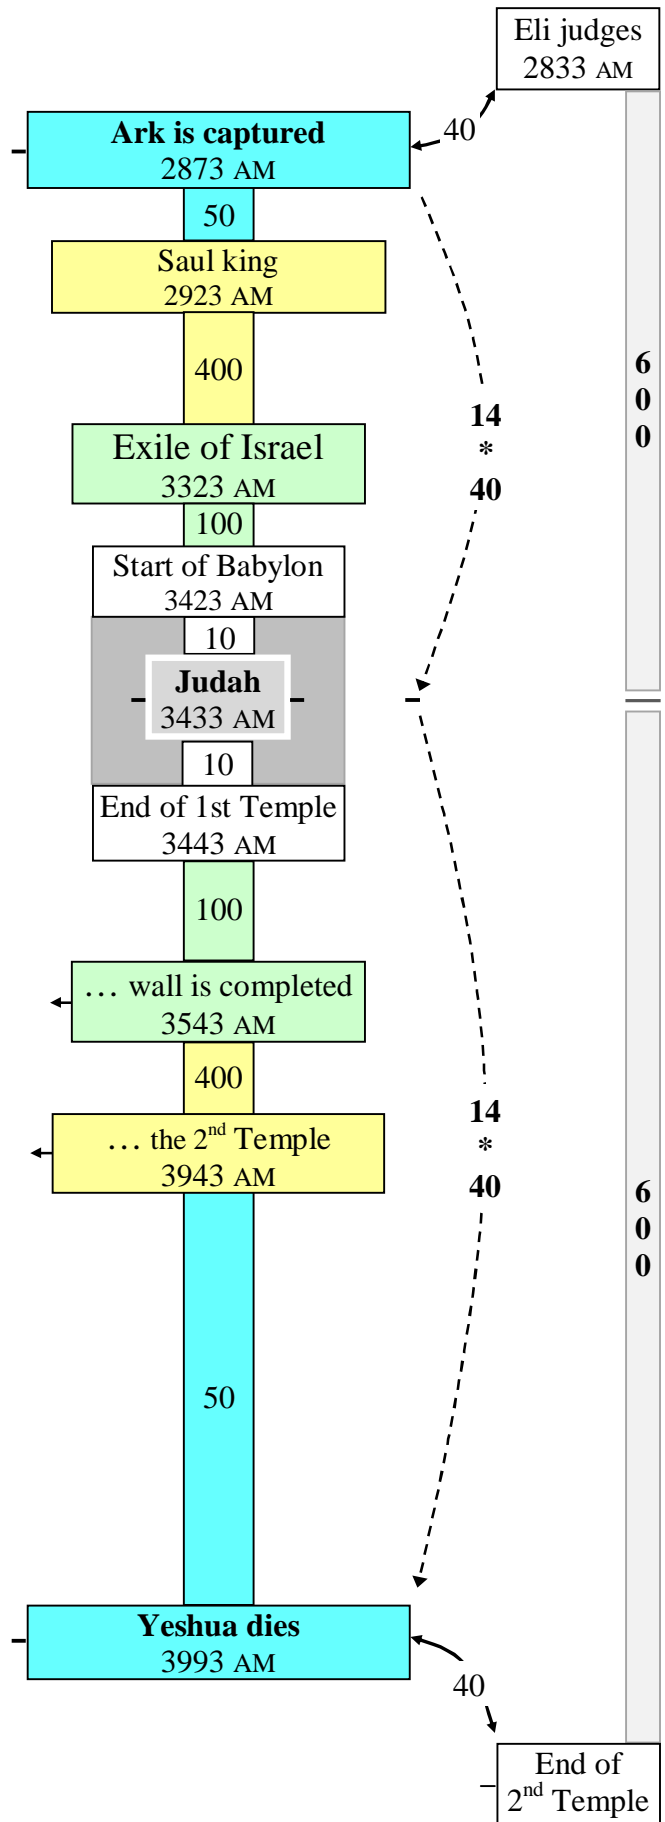 Eli judges
2833 AM
40
Ark is captured
2873 AM
50
Saul king
2923 AM
400
6
0
0
14
*
40
Exile of Israel
3323 AM
100
Start of Babylon
3423 AM
10
Judah
3433 AM
10
End of 1st Temple
3443 AM
100
… wall is completed
3543 AM
400
14
*
40
… the 2nd Temple
3943 AM
6
0
0
50
Yeshua dies
3993 AM
40
End of
2nd Temple